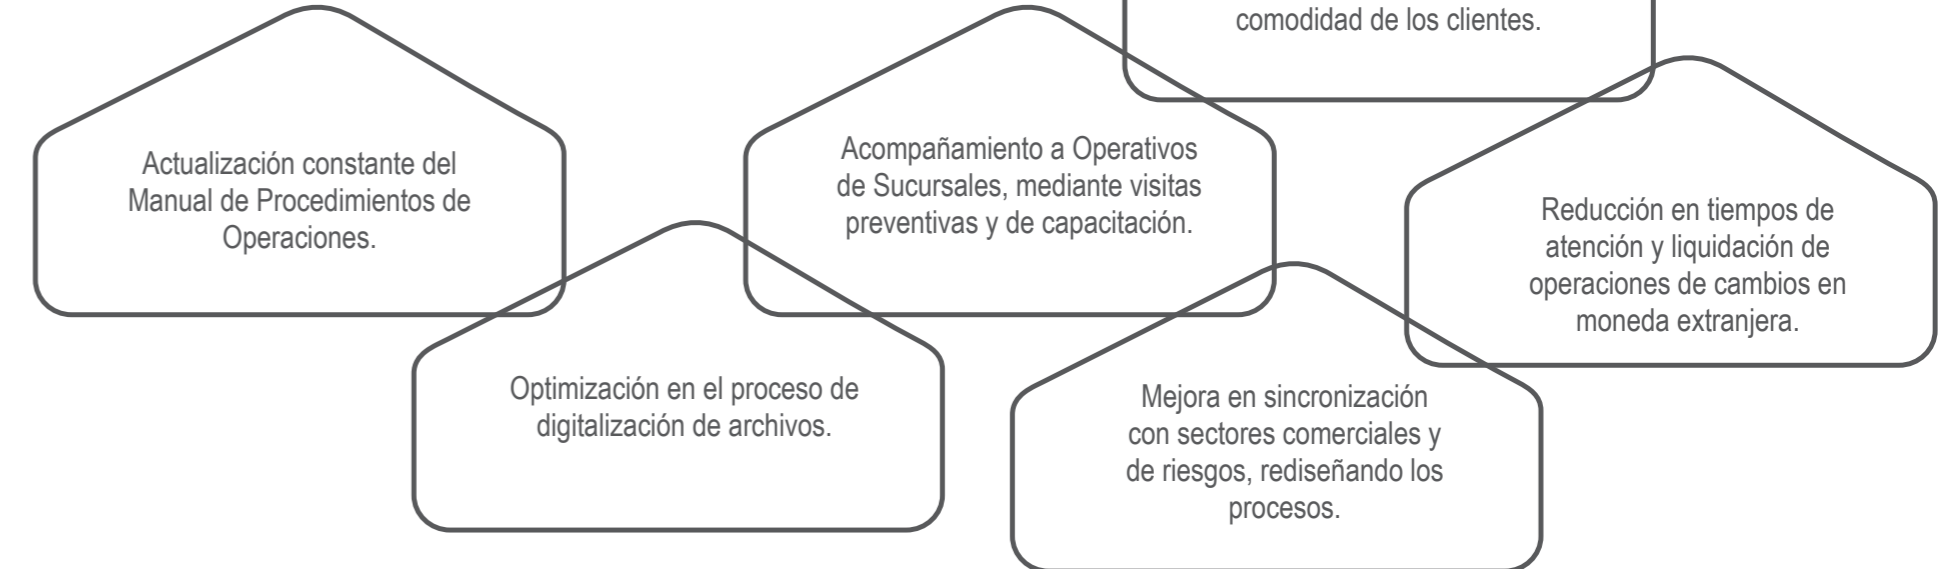 comodidad de los clientes.
Actualización constante del
Manual de Procedimientos de
Operaciones.
Acompañamiento a Operativos
de Sucursales, mediante visitas
preventivas y de capacitación.
Reducción en tiempos de
atención y liquidación de
operaciones de cambios en
moneda extranjera.
Optimización en el proceso de
digitalización de archivos.
Mejora en sincronización
con sectores comerciales y
de riesgos, rediseñando los
procesos.